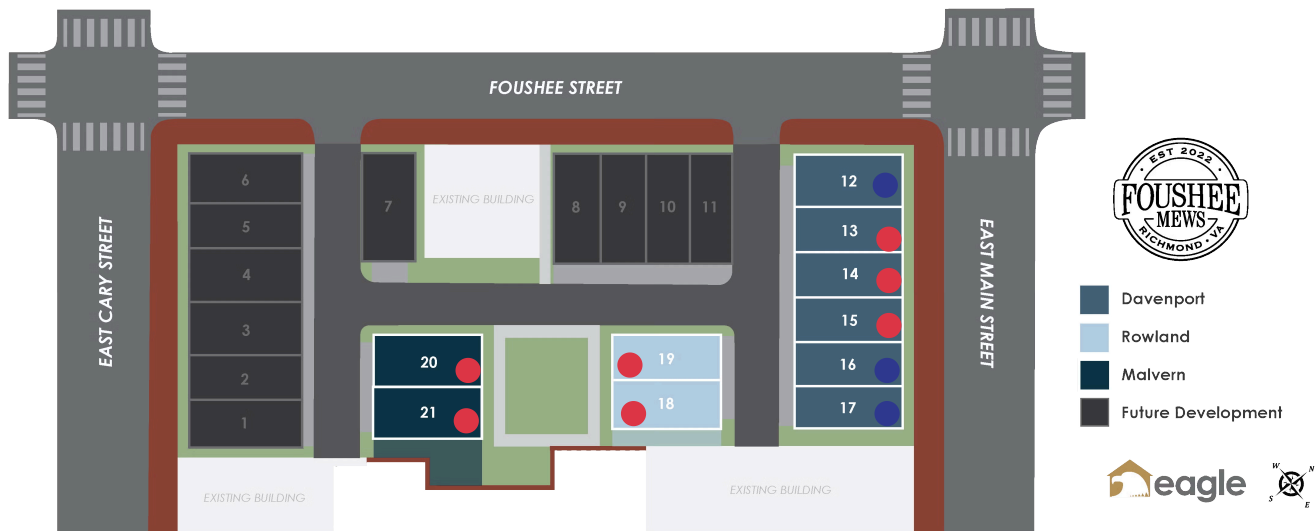 FOUSHEE STREET
EAST CARY STREET
EAST MAIN STREET
6
5
4
3
2
1
7
EXISTING BUILDING
8
9
10
11
12
13
14
15
16
17
20
21
19
18
EXISTING BUILDING
EXISTING BUILDING
EST 2022
FOUSHEE
MEWS
RICHMOND • VA
Davenport
Rowland
Malvern
Future Development
eagle
W
N
S
E